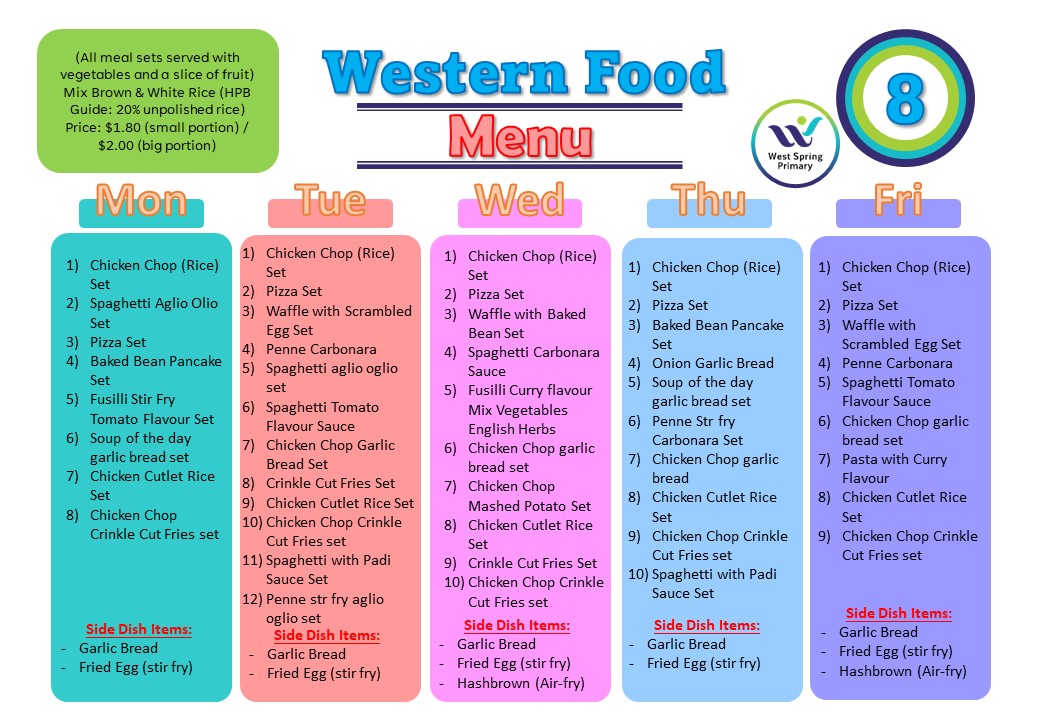 (All meal sets served with
vegetables and a slice of fruit)
Mix Brown & White Rice (HPB
Guide: 20% unpolished rice)
Price: $1.80 (small portion) /
$2.00 (big portion)
Western Food
Menu
West Spring
Primary
8
Mon
1) Chicken Chop (Rice)
Set
2) Spaghetti Aglio Olio
Set
3) Pizza Set
4) Baked Bean Pancake
Set
5) Fusilli Stir Fry
Tomato Flavour Set
6) Soup of the day
garlic bread set
7) Chicken Cutlet Rice
Set
8) Chicken Chop
Crinkle Cut Fries set
Side Dish Items:
- Garlic Bread
- Fried Egg (stir fry)
Tue
1) Chicken Chop (Rice)
Set
2) Pizza Set
3) Waffle with Scrambled
Egg Set
4) Penne Carbonara
5) Spaghetti aglio oglio
set
6) Spaghetti Tomato
Flavour Sauce
7) Chicken Chop Garlic
Bread Set
8) Crinkle Cut Fries Set
9) Chicken Cutlet Rice Set
10) Chicken Chop Crinkle
Cut Fries set
11) Spaghetti with Padi
Sauce Set
12) Penne str fry aglio
oglio set
Side Dish Items:
- Garlic Bread
- Fried Egg (stir fry)
Wed
1) Chicken Chop (Rice)
Set
2) Pizza Set
3) Waffle with Baked
Bean Set
4) Spaghetti Carbonara
Sauce
5) Fusilli Curry flavour
Mix Vegetables
English Herbs
6) Chicken Chop garlic
bread set
7) Chicken Chop
Mashed Potato Set
8) Chicken Cutlet Rice
Set
9) Crinkle Cut Fries Set
10) Chicken Chop Crinkle
Cut Fries set
Side Dish Items:
- Garlic Bread
- Fried Egg (stir fry)
- Hashbrown (Air-fry)
Thu
1) Chicken Chop (Rice)
Set
2) Pizza Set
3) Baked Bean Pancake
Set
4) Onion Garlic Bread
5) Soup of the day
garlic bread set
6) Penne Str fry
Carbonara Set
7) Chicken Chop garlic
bread
8) Chicken Cutlet Rice
Set
9) Chicken Chop Crinkle
Cut Fries set
10) Spaghetti with Padi
Sauce Set
Side Dish Items:
- Garlic Bread
- Fried Egg (stir fry)
Fri
1) Chicken Chop (Rice)
Set
2) Pizza Set
3) Waffle with
Scrambled Egg Set
4) Penne Carbonara
5) Spaghetti Tomato
Flavour Sauce
6) Chicken Chop garlic
bread set
7) Pasta with Curry
Flavour
8) Chicken Cutlet Rice
Set
9) Chicken Chop Crinkle
Cut Fries set
Side Dish Items:
- Garlic Bread
- Fried Egg (stir fry)
- Hashbrown (Air-fry)